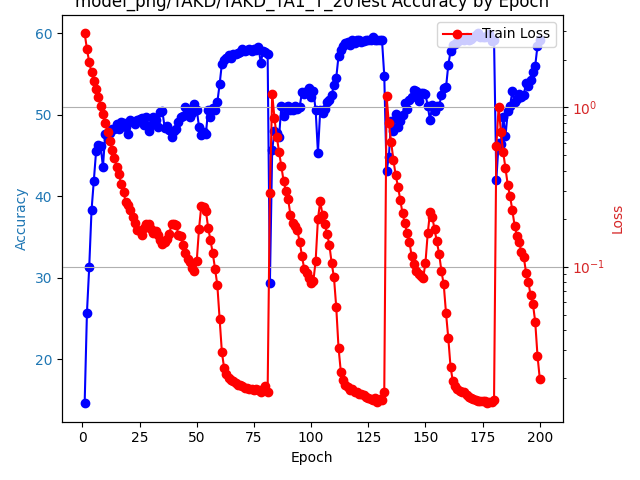 model_png/TAKD/TAKD_TA1_T_20Test Accuracy by Epoch
Train Loss
60
50
40
30
20
Accuracy
10⁰
10⁻¹
Loss
0 25 50 75 100 125 150 175 200
Epoch